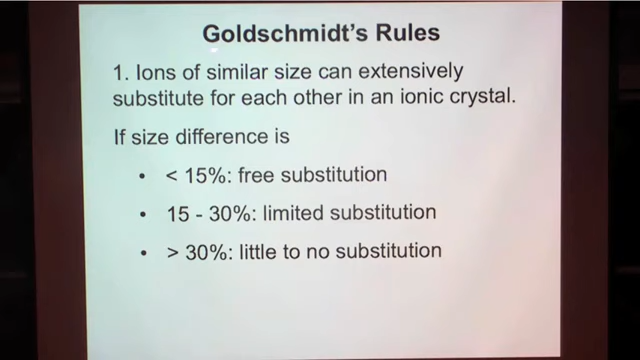 Goldschmidt's Rules
1. Ions of similar size can extensively
substitute for each other in an ionic crystal.
If size difference is
• < 15%: free substitution
• 15 - 30%: limited substitution
• > 30%: little to no substitution